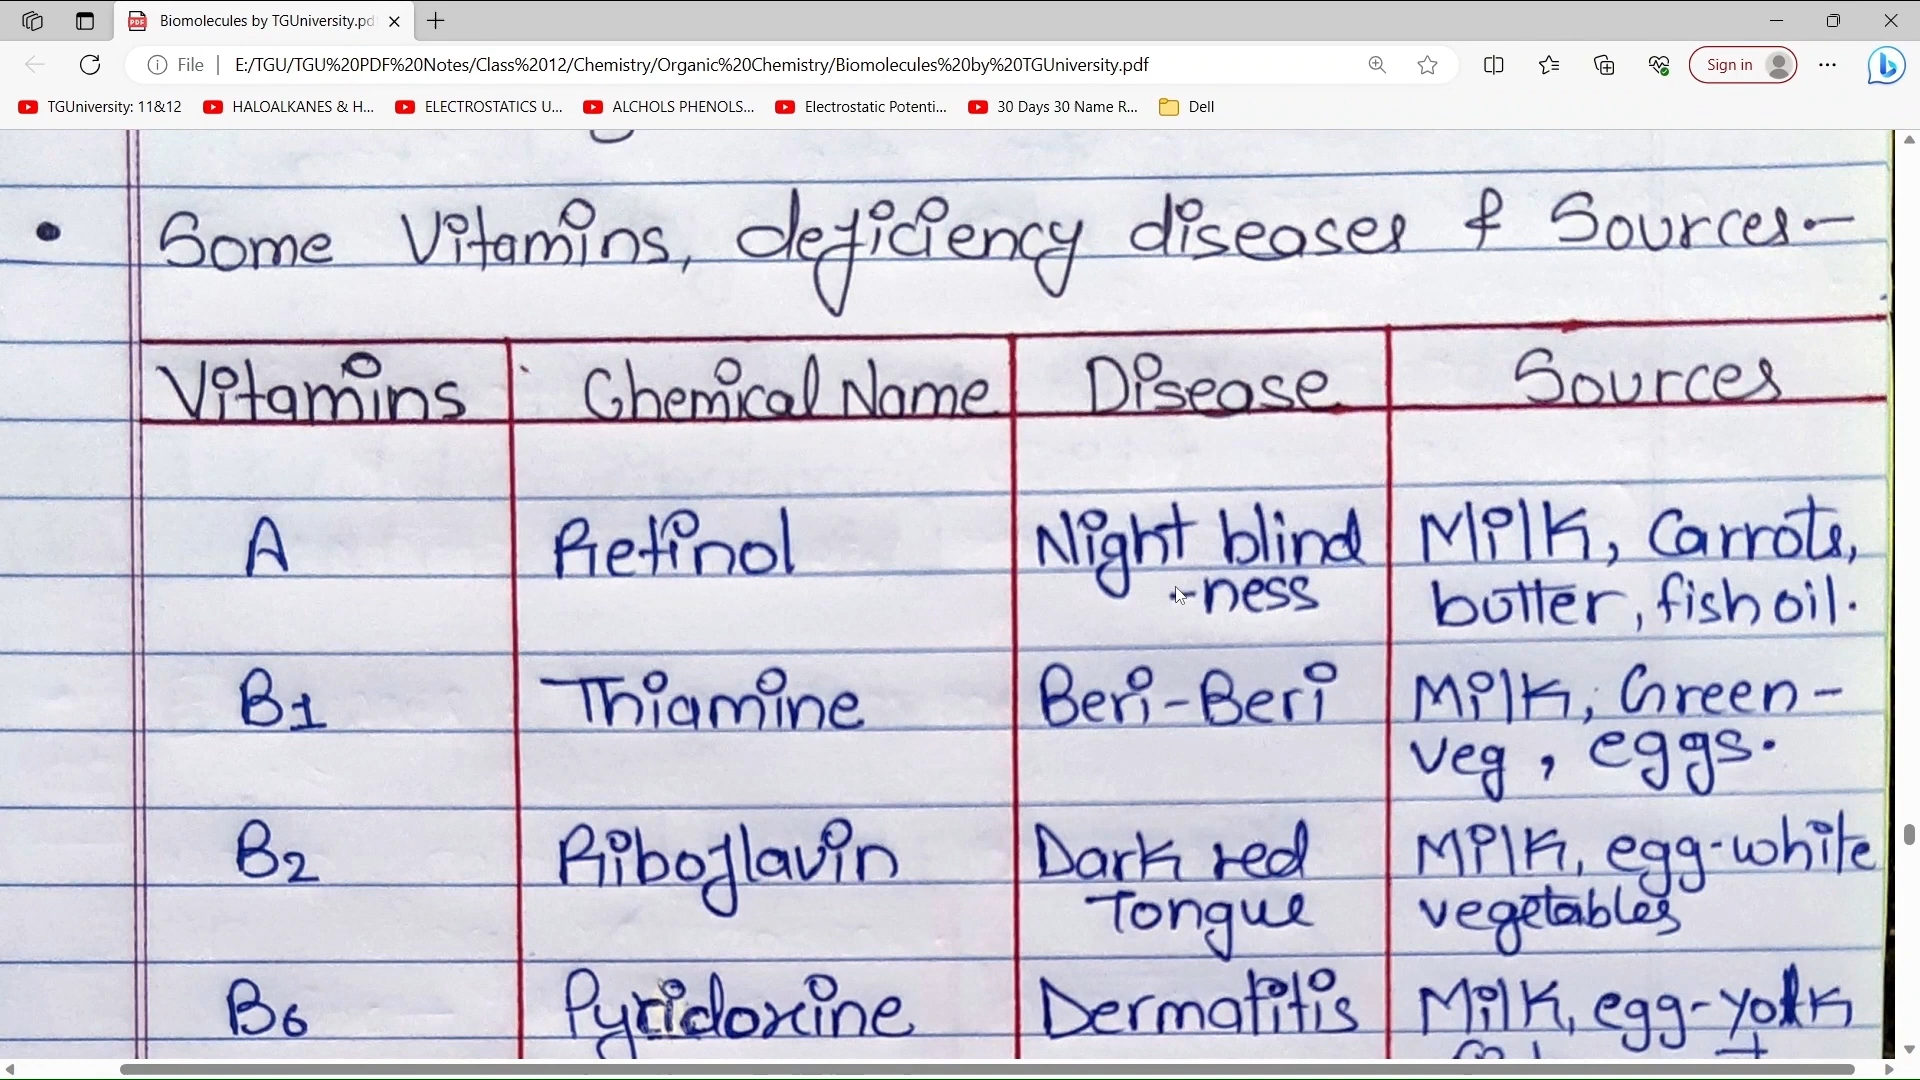 Biomolecules by TGUniversity.pd
File
E:/TGU/TGU%20PDF%20Notes/Class%2012/Chemistry/Organic%20Chemistry/Biomolecules%20by%20TGUniversity.pdf
Sign in
TGUniversity: 11&12
HALOALKANES & H...
ELECTROSTATICS U...
ALCHOLS PHENOLS...
Electrostatic Potenti...
30 Days 30 Name R...
Dell
• Some Vitamins, deficiency diseases & Sources.-
Vitamins Chemical Name Disease Sources
A Retinol Night blind Milk, Carrots,
-ness butter, fish oil.
B1 Thiamine Beri-Beri Milk, Green-
veg, eggs.
B2 Riboflavin Dark red Milk, egg-white
Tongue vegetables
B6 Pyridoxine Dermatitis Milk, egg-yolk